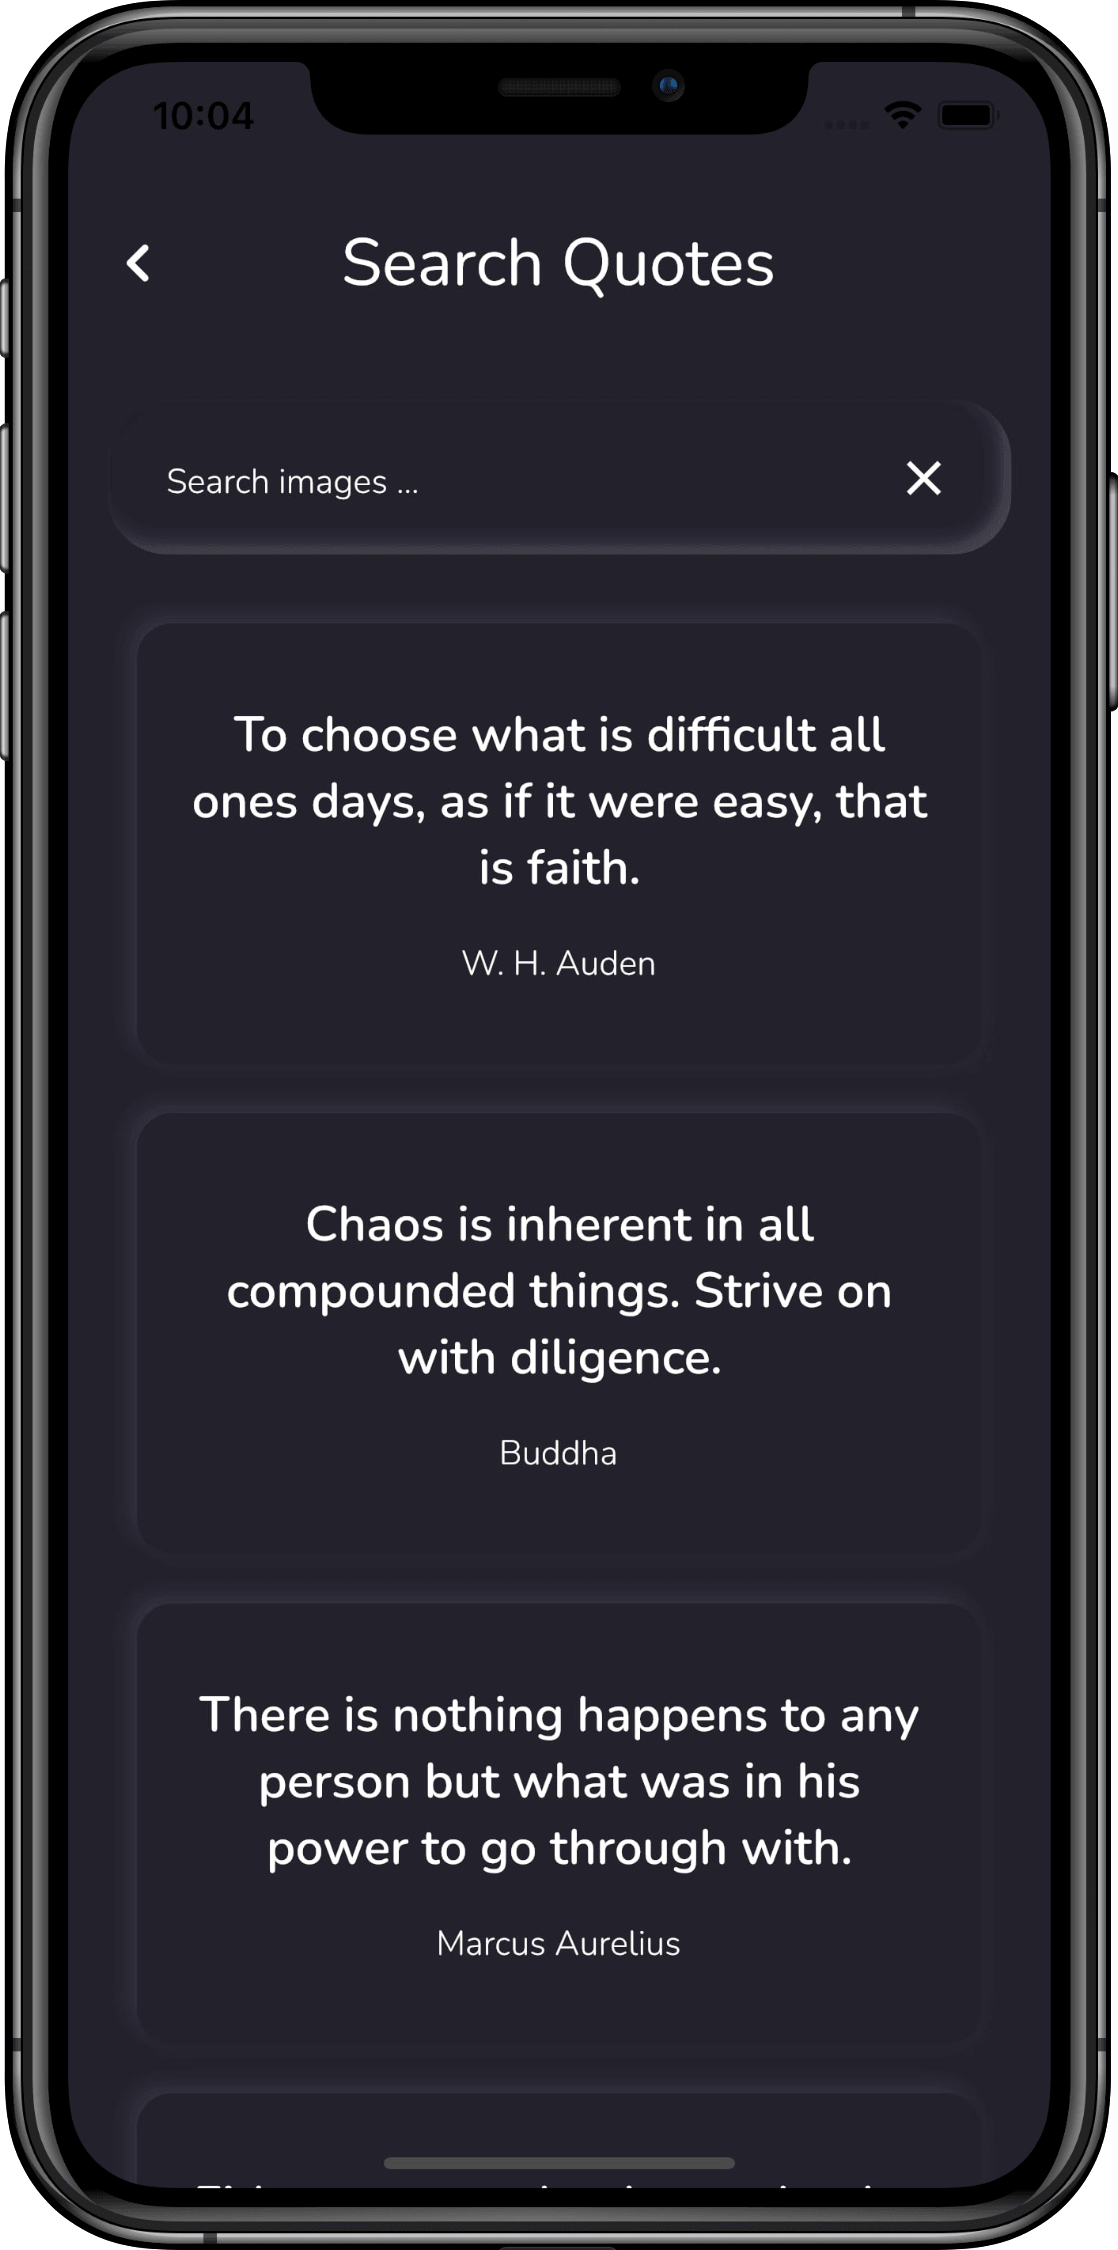 10:04
Search Quotes
Search images ...
To choose what is difficult all
ones days, as if it were easy, that
is faith.
W. H. Auden
Chaos is inherent in all
compounded things. Strive on
with diligence.
Buddha
There is nothing happens to any
person but what was in his
power to go through with.
Marcus Aurelius